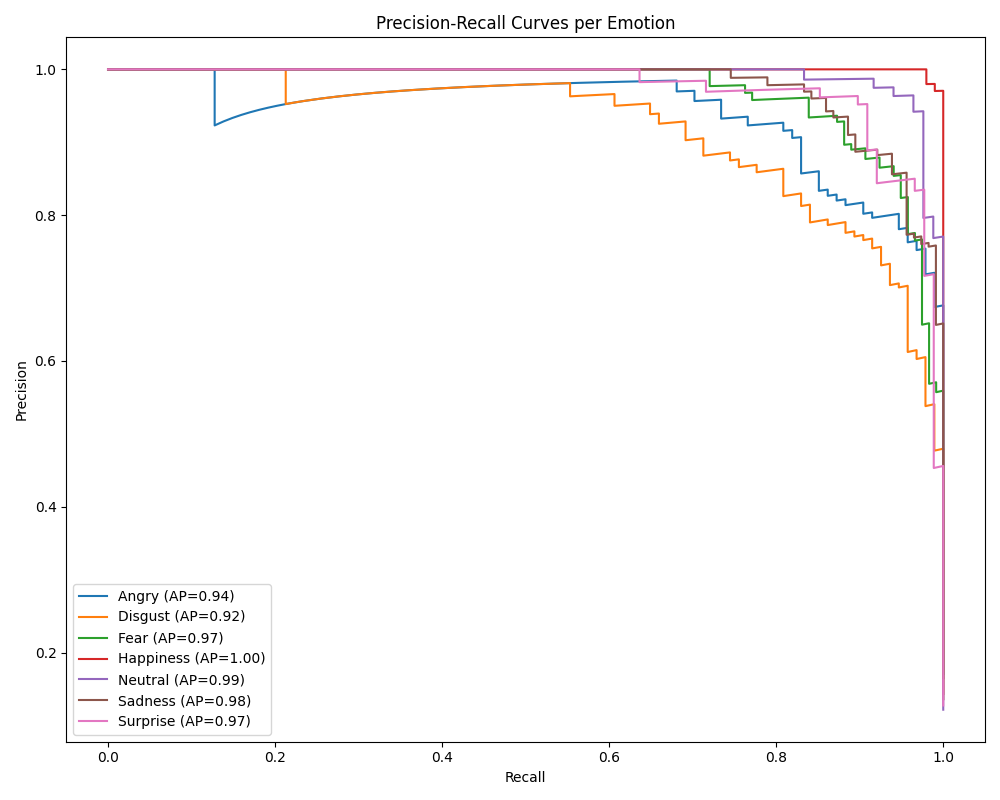 Precision-Recall Curves per Emotion
1.0
0.8
0.6
0.4
0.2
Precision
Angry (AP=0.94)
Disgust (AP=0.92)
Fear (AP=0.97)
Happiness (AP=1.00)
Neutral (AP=0.99)
Sadness (AP=0.98)
Surprise (AP=0.97)
0.0 0.2 0.4 0.6 0.8 1.0
Recall